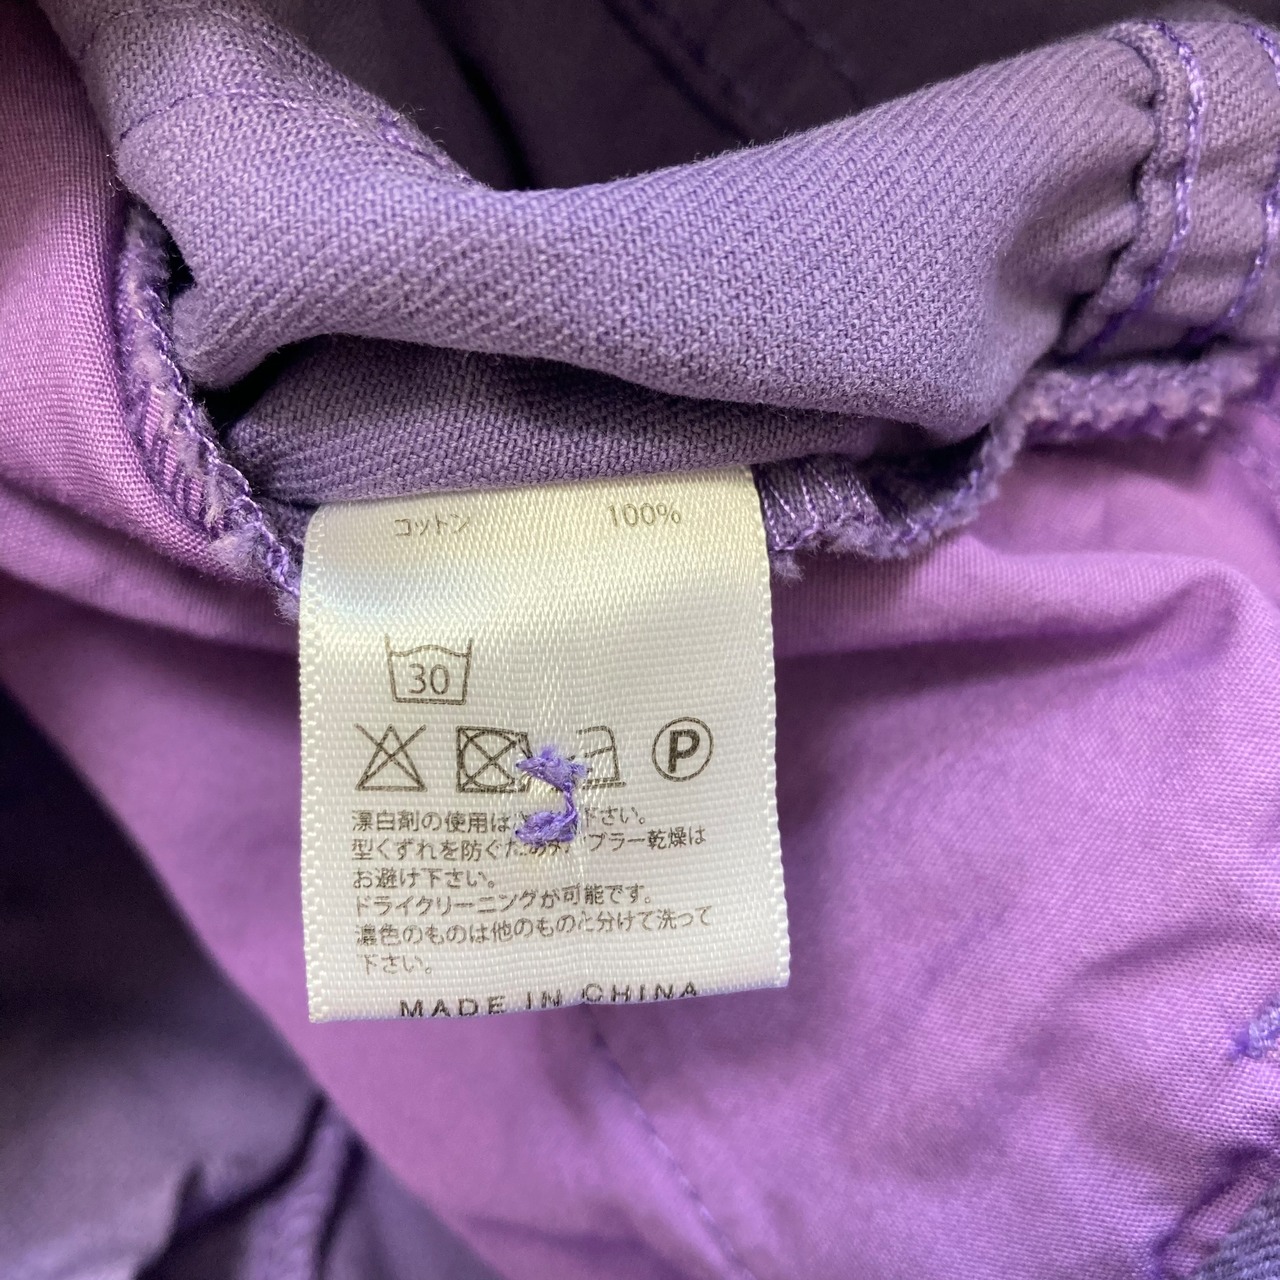 コットン 100%
30
P
漂白剤の使用は 下さい。
型くずれを防ぐため プラー乾燥は
お避け下さい。
ドライクリーニングが可能です。
濃色のものは他のものと分けて洗って
下さい。
MADE IN CHINA